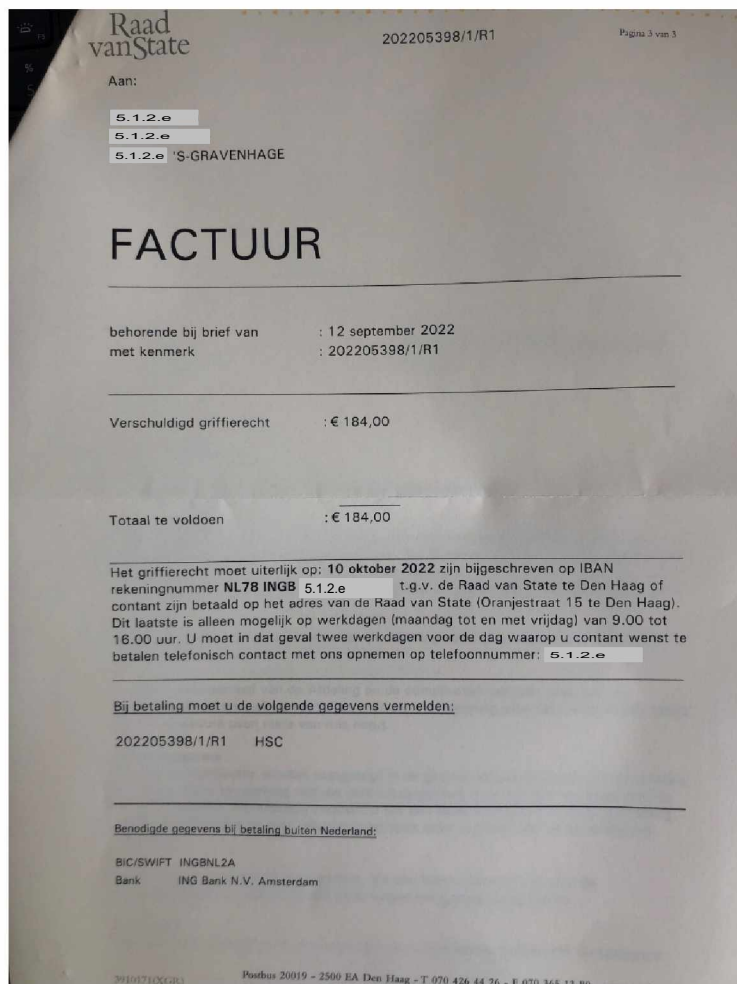 Raad
vanState
202205398/1/R1
Pagina 3 van 3
Aan:
5.1.2.e
5.1.2.e
5.1.2.e 'S-GRAVENHAGE
FACTUUR
behorende bij brief van : 12 september 2022
met kenmerk : 202205398/1/R1
Verschuldigd griffierecht : € 184,00
Totaal te voldoen : € 184,00
Het griffierecht moet uiterlijk op: 10 oktober 2022 zijn bijgeschreven op IBAN
rekeningnummer NL78 INGB 5.1.2.e t.g.v. de Raad van State te Den Haag of
contant zijn betaald op het adres van de Raad van State (Oranjestraat 15 te Den Haag).
Dit laatste is alleen mogelijk op werkdagen (maandag tot en met vrijdag) van 9.00 tot
16.00 uur. U moet in dat geval twee werkdagen voor de dag waarop u contant wenst te
betalen telefonisch contact met ons opnemen op telefoonnummer: 5.1.2.e
Bij betaling moet u de volgende gegevens vermelden:
202205398/1/R1 HSC
Benodigde gegevens bij betaling buiten Nederland:
BIC/SWIFT INGBNL2A
Bank ING Bank N.V. Amsterdam
Postbus 20019 - 2500 EA Den Haag - T 070 426 44 26 -